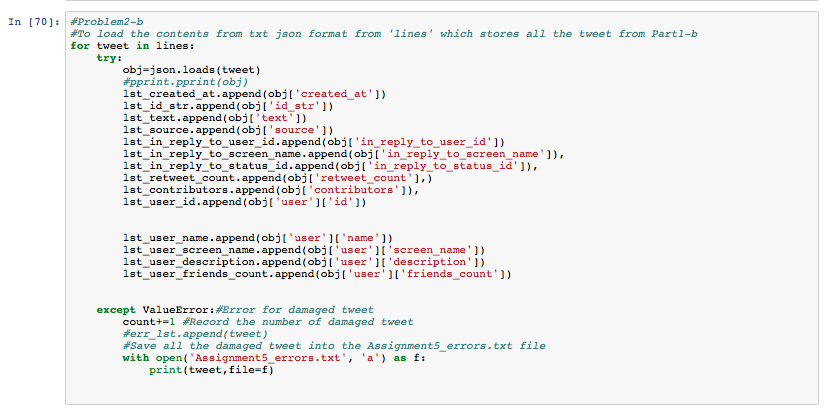 In [70]: #Problem2-b
#To load the contents from txt json format from 'lines' which stores all the tweet from Part1-b
for tweet in lines:
    try:
        obj=json.loads(tweet)
        #pprint.pprint(obj)
        lst_created_at.append(obj['created_at'])
        lst_id_str.append(obj['id_str'])
        lst_text.append(obj['text'])
        lst_source.append(obj['source'])
        lst_in_reply_to_user_id.append(obj['in_reply_to_user_id'])
        lst_in_reply_to_screen_name.append(obj['in_reply_to_screen_name']),
        lst_in_reply_to_status_id.append(obj['in_reply_to_status_id']),
        lst_retweet_count.append(obj['retweet_count'],)
        lst_contributors.append(obj['contributors']),
        lst_user_id.append(obj['user']['id'])
        lst_user_name.append(obj['user']['name'])
        lst_user_screen_name.append(obj['user']['screen_name'])
        lst_user_description.append(obj['user']['description'])
        lst_user_friends_count.append(obj['user']['friends_count'])
    except ValueError:#Error for damaged tweet
        count+=1 #Record the number of damaged tweet
        #err_lst.append(tweet)
        #Save all the damaged tweet into the Assignment5_errors.txt file
        with open('Assignment5_errors.txt', 'a') as f:
            print(tweet,file=f)